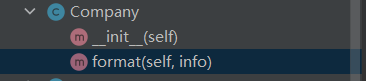 Company
__init__(self)
format(self, info)